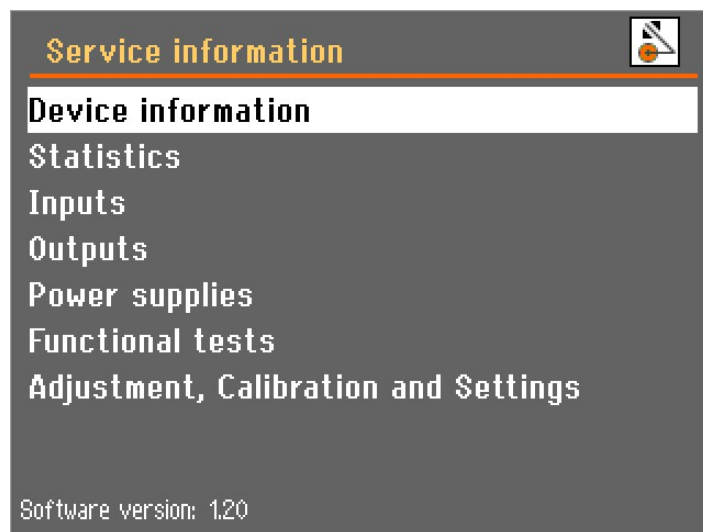 Service information
Device information
Statistics
Inputs
Outputs
Power supplies
Functional tests
Adjustment, Calibration and Settings
Software version: 1.20